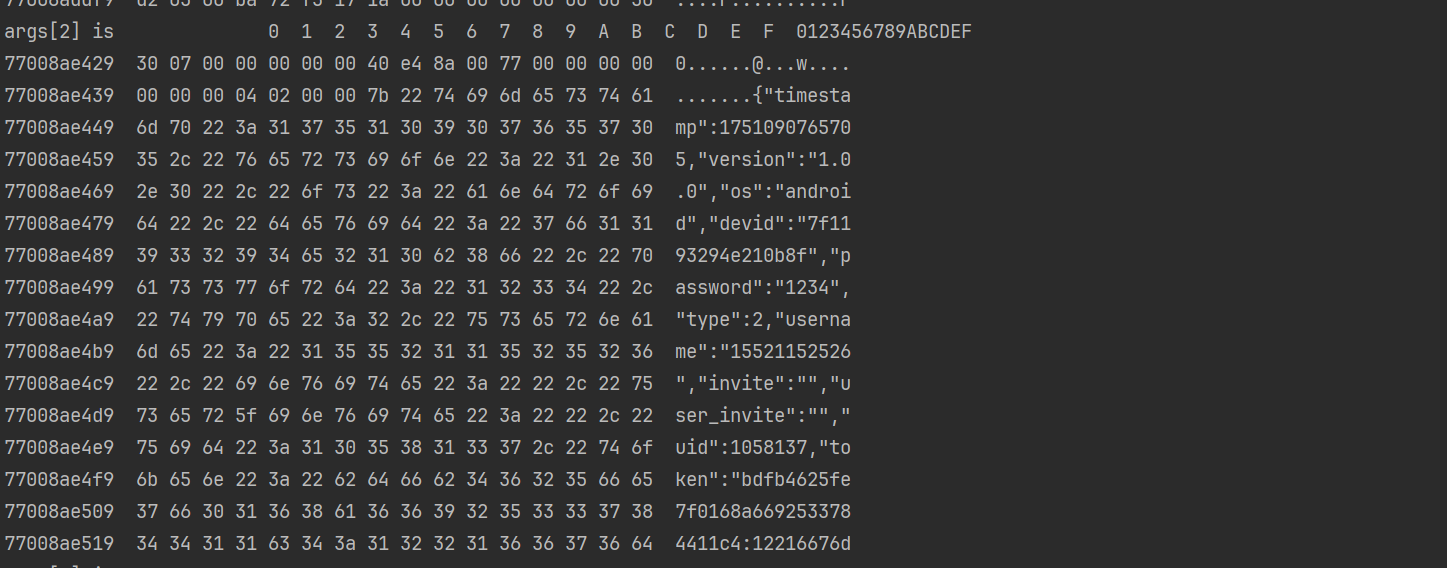 args[2] is 0 1 2 3 4 5 6 7 8 9 A B C D E F 0123456789ABCDEF
77008ae429 30 07 00 00 00 00 00 40 e4 8a 00 77 00 00 00 00 0......@...w....
77008ae439 00 00 00 04 02 00 00 7b 22 74 69 6d 65 73 74 61 .......{"timesta
77008ae449 6d 70 22 3a 31 37 35 31 30 39 30 37 36 35 37 30 mp":175109076570
77008ae459 35 2c 22 76 65 72 73 69 6f 6e 22 3a 22 31 2e 30 5,"version":"1.0
77008ae469 2e 30 22 2c 22 6f 73 22 3a 22 61 6e 64 72 6f 69 .0","os":"androi
77008ae479 64 22 2c 22 64 65 76 69 64 22 3a 22 37 66 31 31 d","devid":"7f11
77008ae489 39 33 32 39 34 65 32 31 30 62 38 66 22 2c 22 70 93294e210b8f","p
77008ae499 61 73 73 77 6f 72 64 22 3a 22 31 32 33 34 22 2c assword":"1234",
77008ae4a9 22 74 79 70 65 22 3a 32 2c 22 75 73 65 72 6e 61 "type":2,"userna
77008ae4b9 6d 65 22 3a 22 31 35 35 32 31 31 35 32 35 32 36 me":"15521152526
77008ae4c9 22 2c 22 69 6e 76 69 74 65 22 3a 22 22 2c 22 75 ","invite":"","u
77008ae4d9 73 65 72 5f 69 6e 76 69 74 65 22 3a 22 22 2c 22 ser_invite":"","
77008ae4e9 75 69 64 22 3a 31 30 35 38 31 33 37 2c 22 74 6f uid":1058137,"to
77008ae4f9 6b 65 6e 22 3a 22 62 64 66 62 34 36 32 35 66 65 ken":"bdfb4625fe
77008ae509 37 66 30 31 36 38 61 36 36 39 32 35 33 33 37 38 7f0168a669253378
77008ae519 34 34 31 31 63 34 3a 31 32 32 31 36 36 37 36 64 4411c4:12216676d